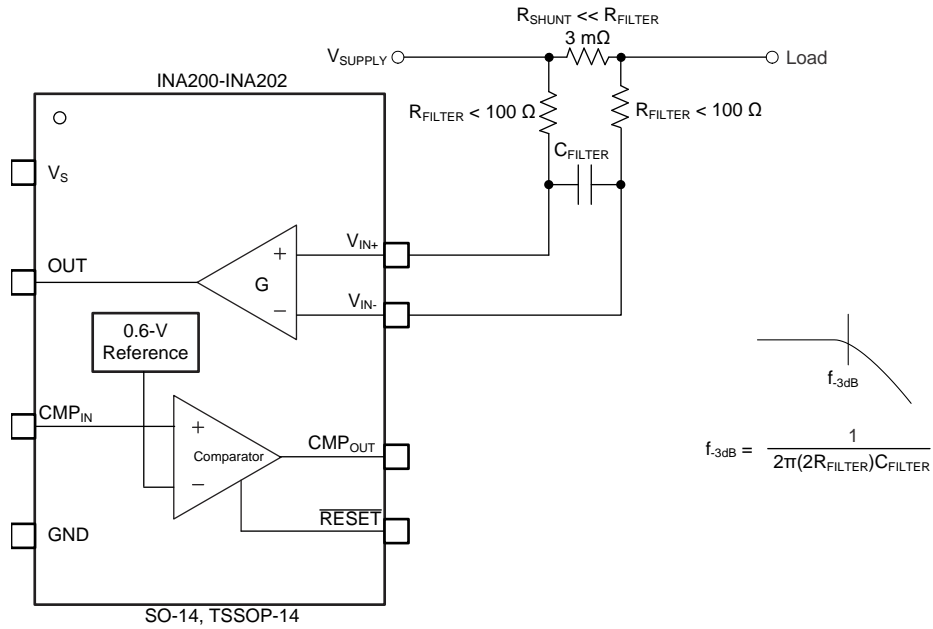 R_SHUNT << R_FILTER
3 mΩ
V_SUPPLY
Load
INA200-INA202
R_FILTER < 100 Ω
R_FILTER < 100 Ω
C_FILTER
V_S
V_IN+
+
OUT
G
V_IN-
−
0.6-V
Reference
f_-3dB
CMP_IN
+
CMP_OUT
Comparator
−
f_-3dB = 1 / 2π(2R_FILTER)C_FILTER
RESET
GND
SO-14, TSSOP-14